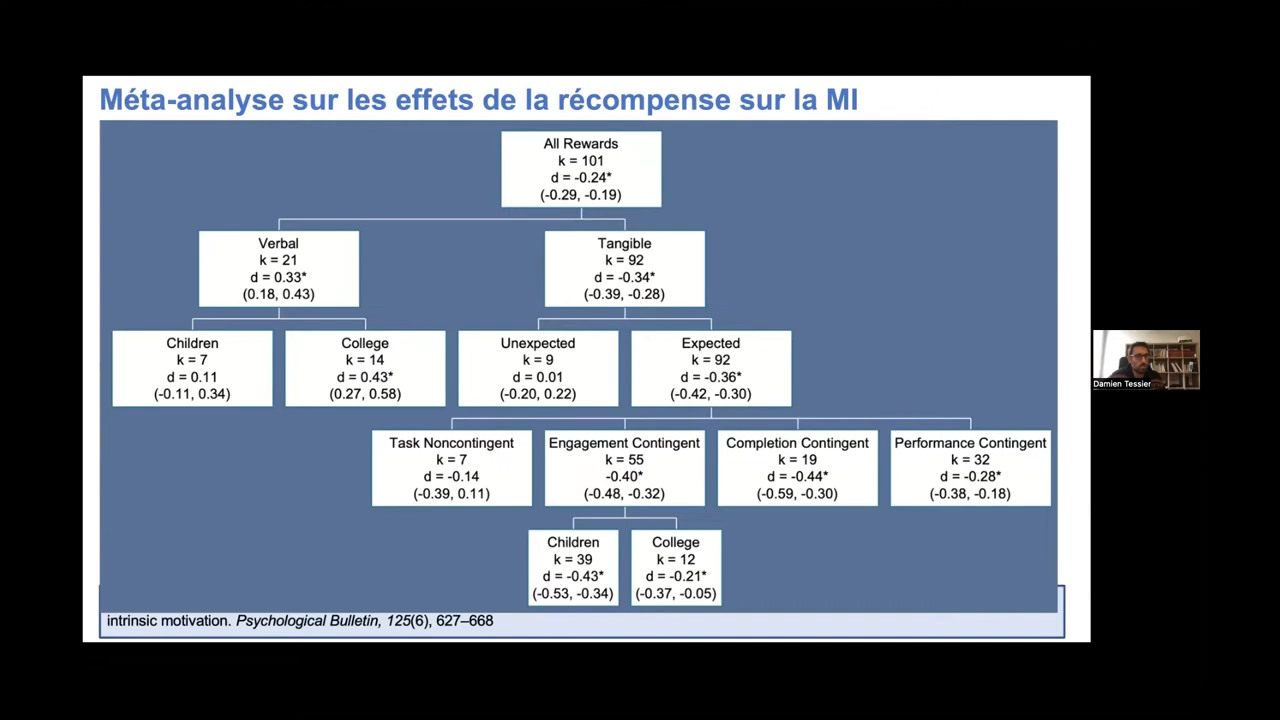 Méta-analyse sur les effets de la récompense sur la MI
All Rewards
k = 101
d = -0.24*
(-0.29, -0.19)
Verbal
k = 21
d = 0.33*
(0.18, 0.43)
Tangible
k = 92
d = -0.34*
(-0.39, -0.28)
Children
k = 7
d = 0.11
(-0.11, 0.34)
College
k = 14
d = 0.43*
(0.27, 0.58)
Unexpected
k = 9
d = 0.01
(-0.20, 0.22)
Expected
k = 92
d = -0.36*
(-0.42, -0.30)
Task Noncontingent
k = 7
d = -0.14
(-0.39, 0.11)
Engagement Contingent
k = 55
-0.40*
(-0.48, -0.32)
Completion Contingent
k = 19
d = -0.44*
(-0.59, -0.30)
Performance Contingent
k = 32
d = -0.28*
(-0.38, -0.18)
Children
k = 39
d = -0.43*
(-0.53, -0.34)
College
k = 12
d = -0.21*
(-0.37, -0.05)
intrinsic motivation. Psychological Bulletin, 125(6), 627–668
Damien Tessier